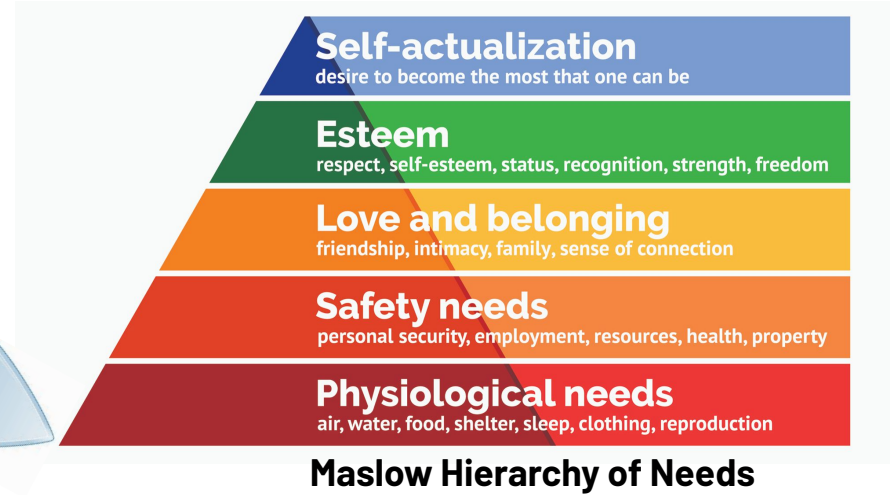 Self-actualization
desire to become the most that one can be
Esteem
respect, self-esteem, status, recognition, strength, freedom
Love and belonging
friendship, intimacy, family, sense of connection
Safety needs
personal security, employment, resources, health, property
Physiological needs
air, water, food, shelter, sleep, clothing, reproduction
Maslow Hierarchy of Needs